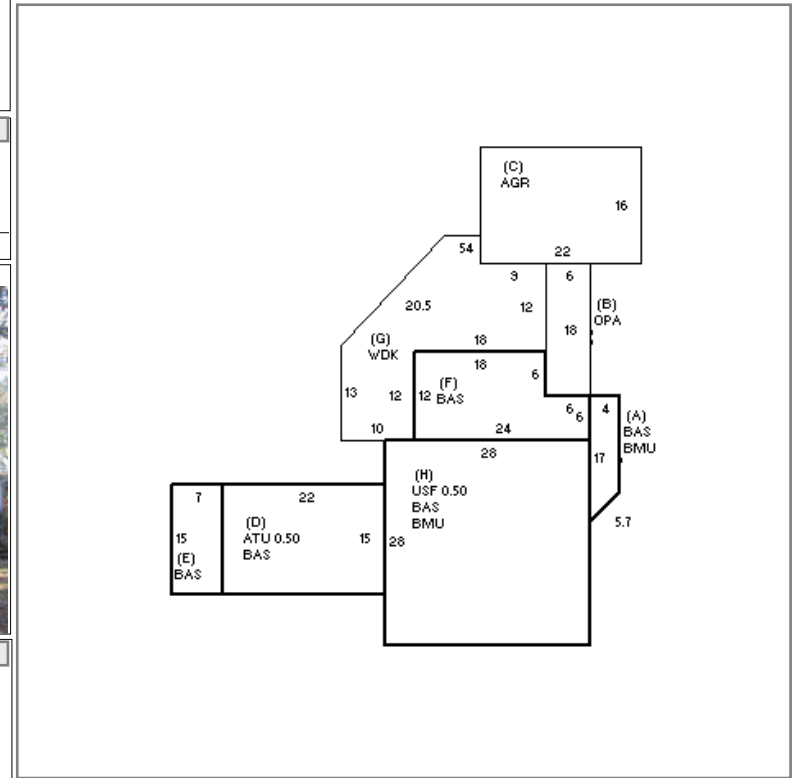 (C)
AGR
16
54
22
9
6
(B)
OPA
20.5
12
18
(G)
WDK
18
18
6
13
12
12
(F)
BAS
6
6
4
(A)
BAS
BMU
10
24
28
17
(H)
USF 0.50
BAS
BMU
7
22
5.7
15
(E)
BAS
(D)
ATU 0.50
BAS
15
28